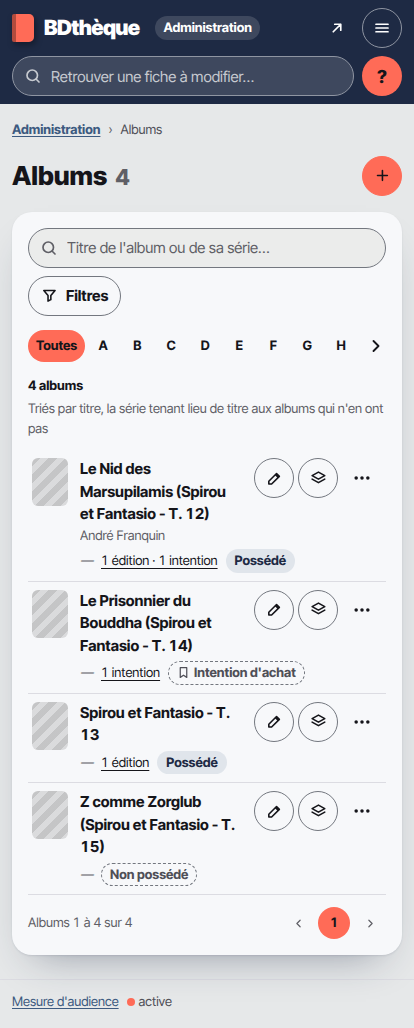 BDthèque Administration
Retrouver une fiche à modifier... ?
Administration › Albums
Albums 4 +
Titre de l'album ou de sa série...
Filtres
Toutes A B C D E F G H
4 albums
Triés par titre, la série tenant lieu de titre aux albums qui n'en ont
pas
Le Nid des
Marsupilamis (Spirou
et Fantasio - T. 12)
André Franquin
— 1 édition · 1 intention Possédé
Le Prisonnier du
Bouddha (Spirou et
Fantasio - T. 14)
— 1 intention Intention d'achat
Spirou et Fantasio - T.
13
— 1 édition Possédé
Z comme Zorglub
(Spirou et Fantasio - T.
15)
— Non possédé
Albums 1 à 4 sur 4 ‹ 1 ›
Mesure d'audience active